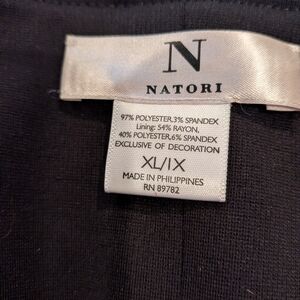 N
NATORI
97% POLYESTER,3% SPANDEX
Lining: 54% RAYON,
40% POLYESTER,6% SPANDEX
EXCLUSIVE OF DECORATION
XL/1X
MADE IN PHILIPPINES
RN 89782